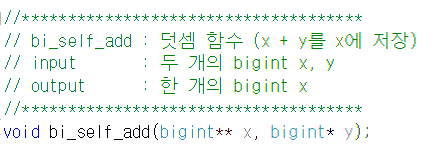 //************************************
// bi_self_add : 덧셈 함수 (x + y를 x에 저장)
// input : 두 개의 bigint x, y
// output : 한 개의 bigint x
//************************************
void bi_self_add(bigint** x, bigint* y);